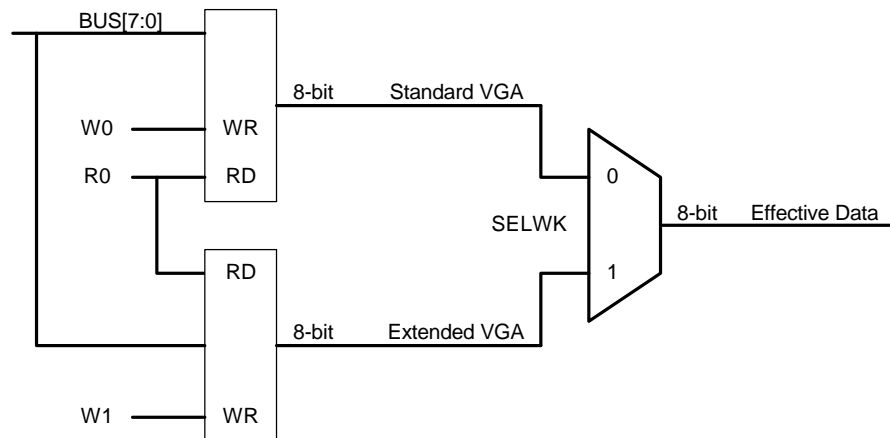 BUS[7:0]
8-bit Standard VGA
W0 WR
R0 RD
0
SELWK
8-bit Effective Data
RD
1
8-bit Extended VGA
W1 WR